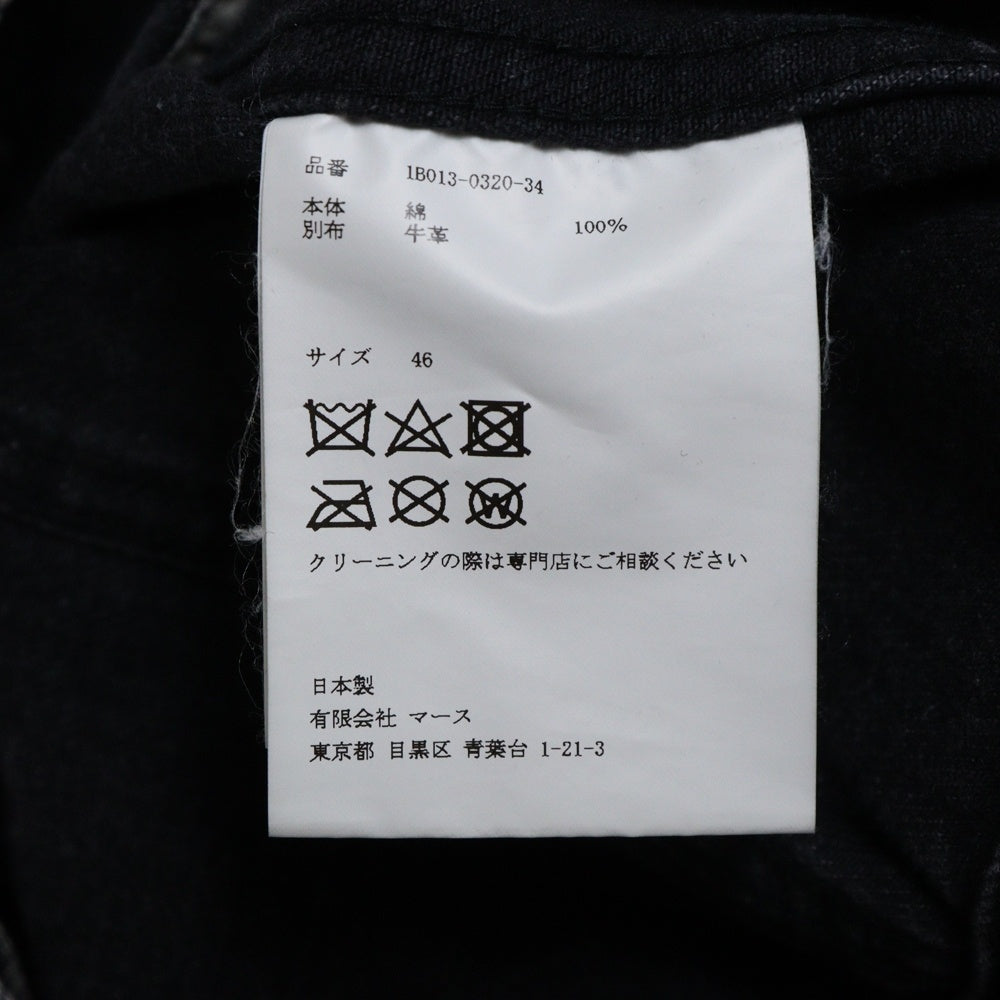 品番 1B013-0320-34
本体 綿 100%
別布 牛革
サイズ 46
W
クリーニングの際は専門店にご相談ください
日本製
有限会社 マース
東京都 目黒区 青葉台 1-21-3